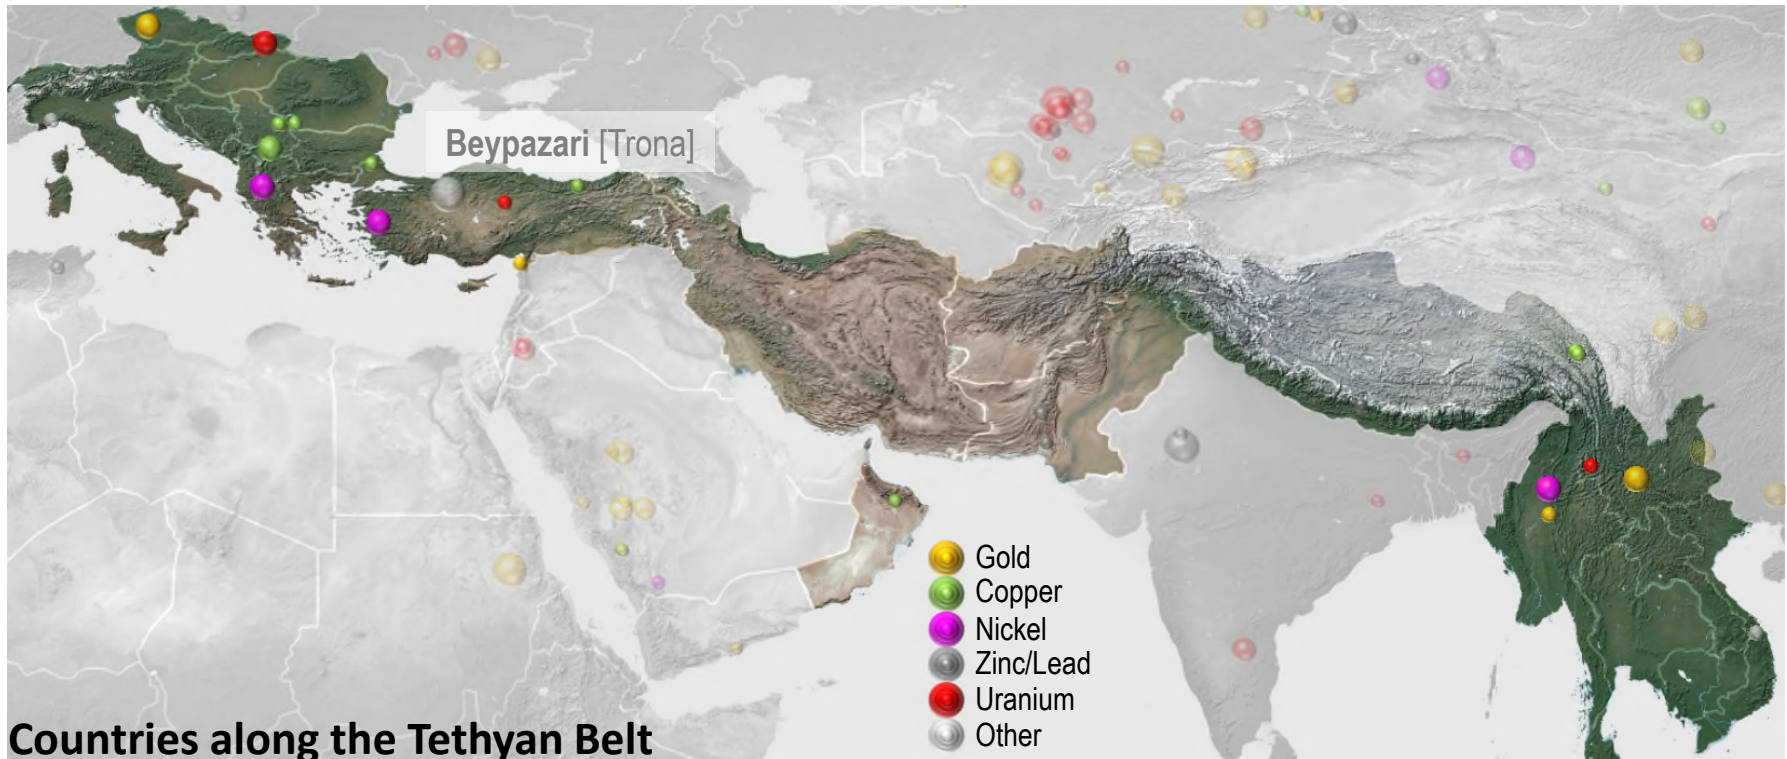 Beypazari [Trona]
Gold
Copper
Nickel
Zinc/Lead
Uranium
Other
Countries along the Tethyan Belt